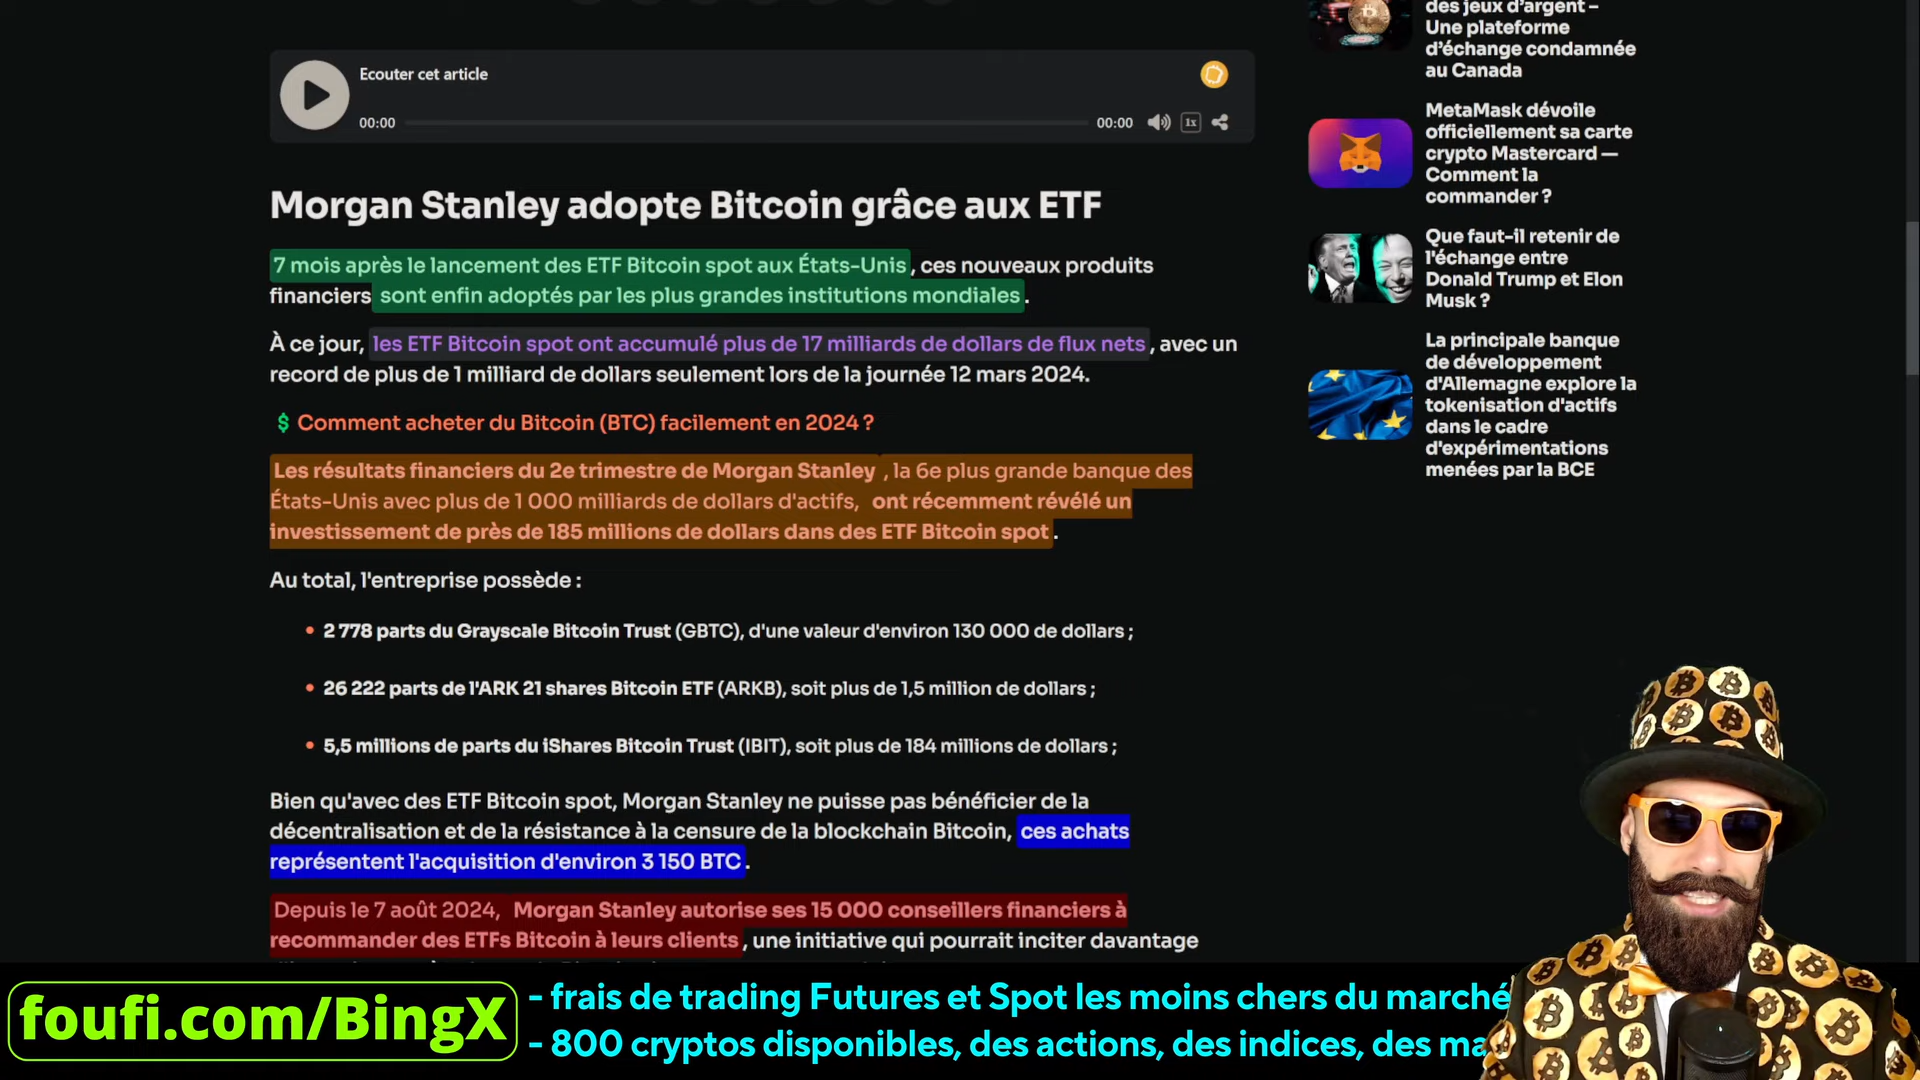 Ecouter cet article
00:00
00:00
1x
Morgan Stanley adopte Bitcoin grâce aux ETF
7 mois après le lancement des ETF Bitcoin spot aux États-Unis, ces nouveaux produits
financiers sont enfin adoptés par les plus grandes institutions mondiales.
À ce jour, les ETF Bitcoin spot ont accumulé plus de 17 milliards de dollars de flux nets, avec un
record de plus de 1 milliard de dollars seulement lors de la journée 12 mars 2024.
$ Comment acheter du Bitcoin (BTC) facilement en 2024 ?
Les résultats financiers du 2e trimestre de Morgan Stanley , la 6e plus grande banque des
États-Unis avec plus de 1 000 milliards de dollars d'actifs, ont récemment révélé un
investissement de près de 185 millions de dollars dans des ETF Bitcoin spot.
Au total, l'entreprise possède :
• 2 778 parts du Grayscale Bitcoin Trust (GBTC), d'une valeur d'environ 130 000 de dollars ;
• 26 222 parts de l'ARK 21 shares Bitcoin ETF (ARKB), soit plus de 1,5 million de dollars ;
• 5,5 millions de parts du iShares Bitcoin Trust (IBIT), soit plus de 184 millions de dollars ;
Bien qu'avec des ETF Bitcoin spot, Morgan Stanley ne puisse pas bénéficier de la
décentralisation et de la résistance à la censure de la blockchain Bitcoin, ces achats
représentent l'acquisition d'environ 3 150 BTC.
Depuis le 7 août 2024, Morgan Stanley autorise ses 15 000 conseillers financiers à
recommander des ETFs Bitcoin à leurs clients, une initiative qui pourrait inciter davantage
des jeux d'argent –
Une plateforme
d'échange condamnée
au Canada
MetaMask dévoile
officiellement sa carte
crypto Mastercard —
Comment la
commander ?
Que faut-il retenir de
l'échange entre
Donald Trump et Elon
Musk ?
La principale banque
de développement
d'Allemagne explore la
tokenisation d'actifs
dans le cadre
d'expérimentations
menées par la BCE
foufi.com/BingX
- frais de trading Futures et Spot les moins chers du marché
- 800 cryptos disponibles, des actions, des indices, des ma